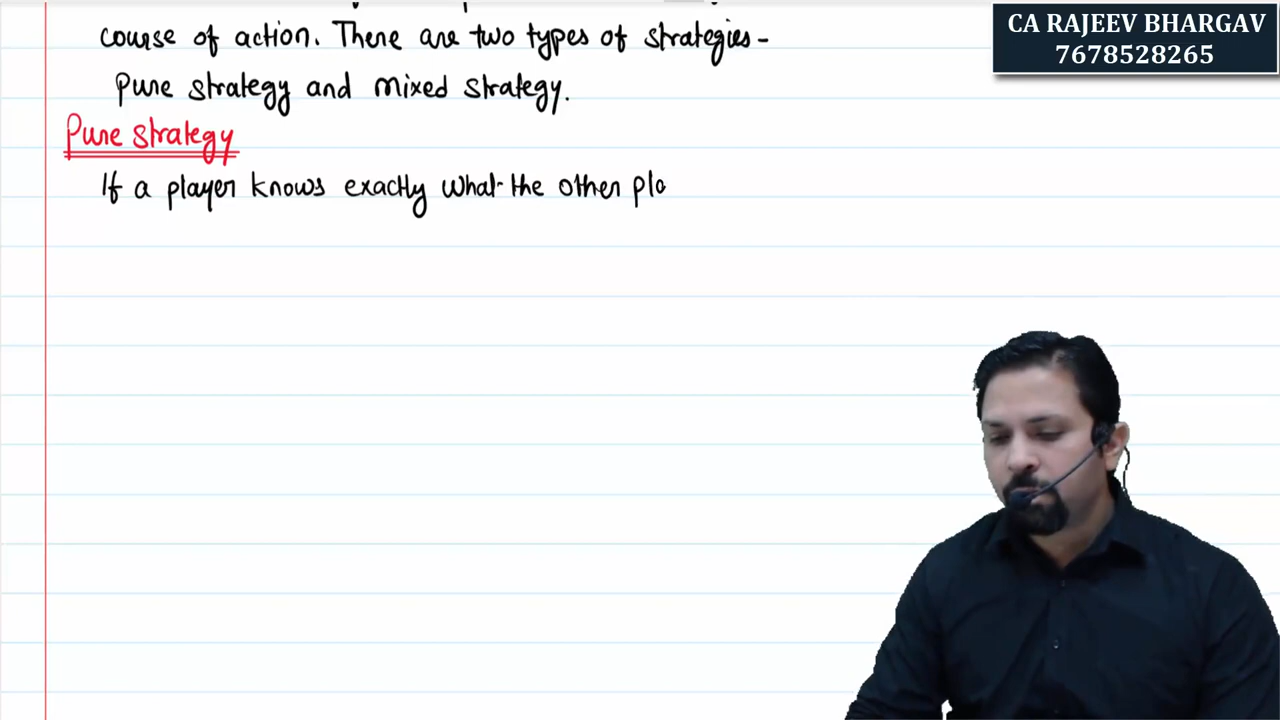 course of action. There are two types of strategies-
Pure strategy and mixed strategy.
Pure strategy
If a player knows exactly what the other pla
CA RAJEEV BHARGAV
7678528265